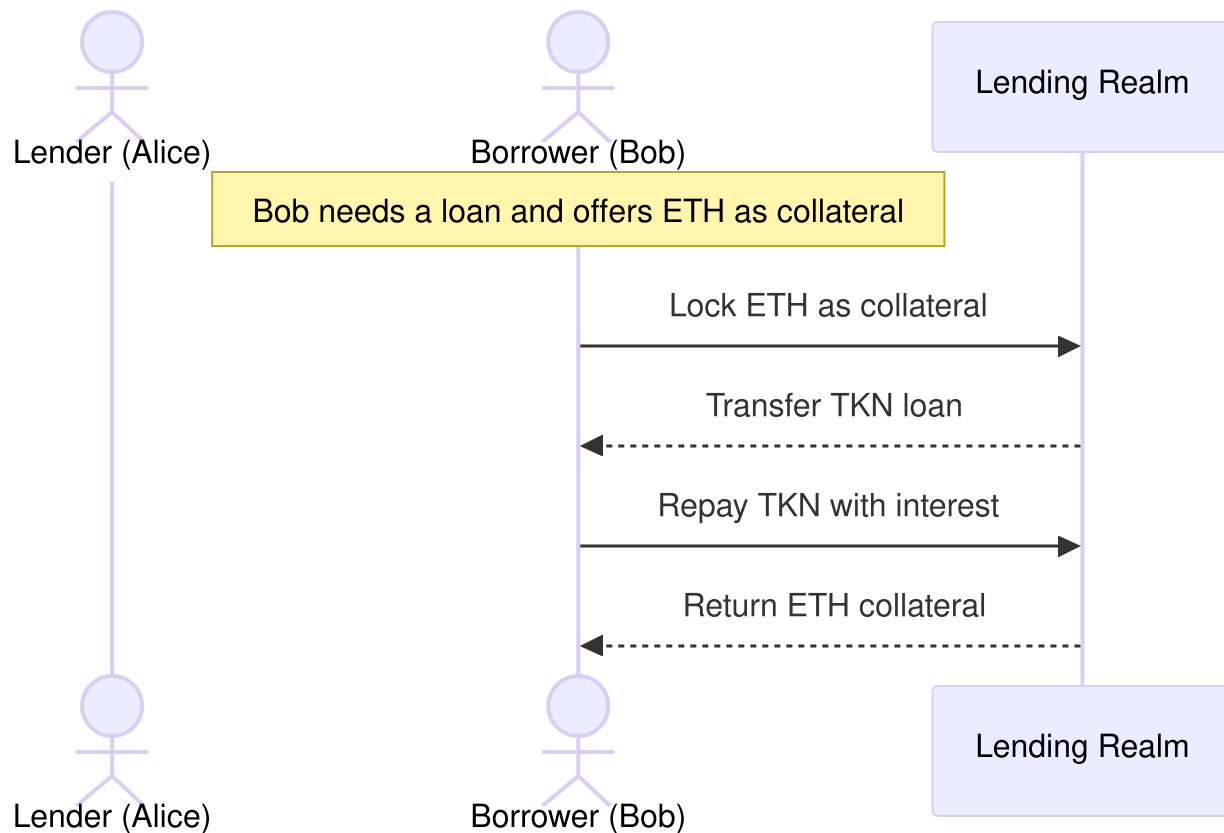 Lending Realm
Lender (Alice)
Borrower (Bob)
Bob needs a loan and offers ETH as collateral
Lock ETH as collateral
Transfer TKN loan
Repay TKN with interest
Return ETH collateral
Lending Realm
Lender (Alice)
Borrower (Bob)